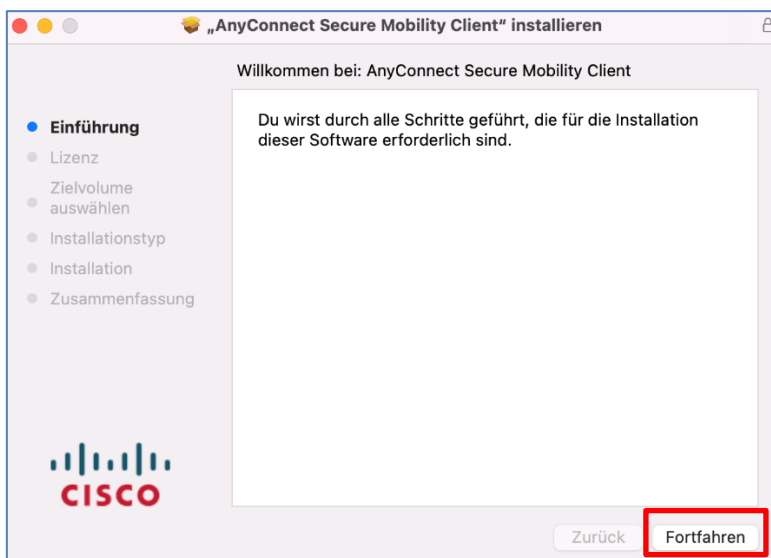 „AnyConnect Secure Mobility Client“ installieren
Willkommen bei: AnyConnect Secure Mobility Client
Einführung
Lizenz
Zielvolume
auswählen
Installationstyp
Installation
Zusammenfassung
Du wirst durch alle Schritte geführt, die für die Installation
dieser Software erforderlich sind.
CISCO
Zurück
Fortfahren